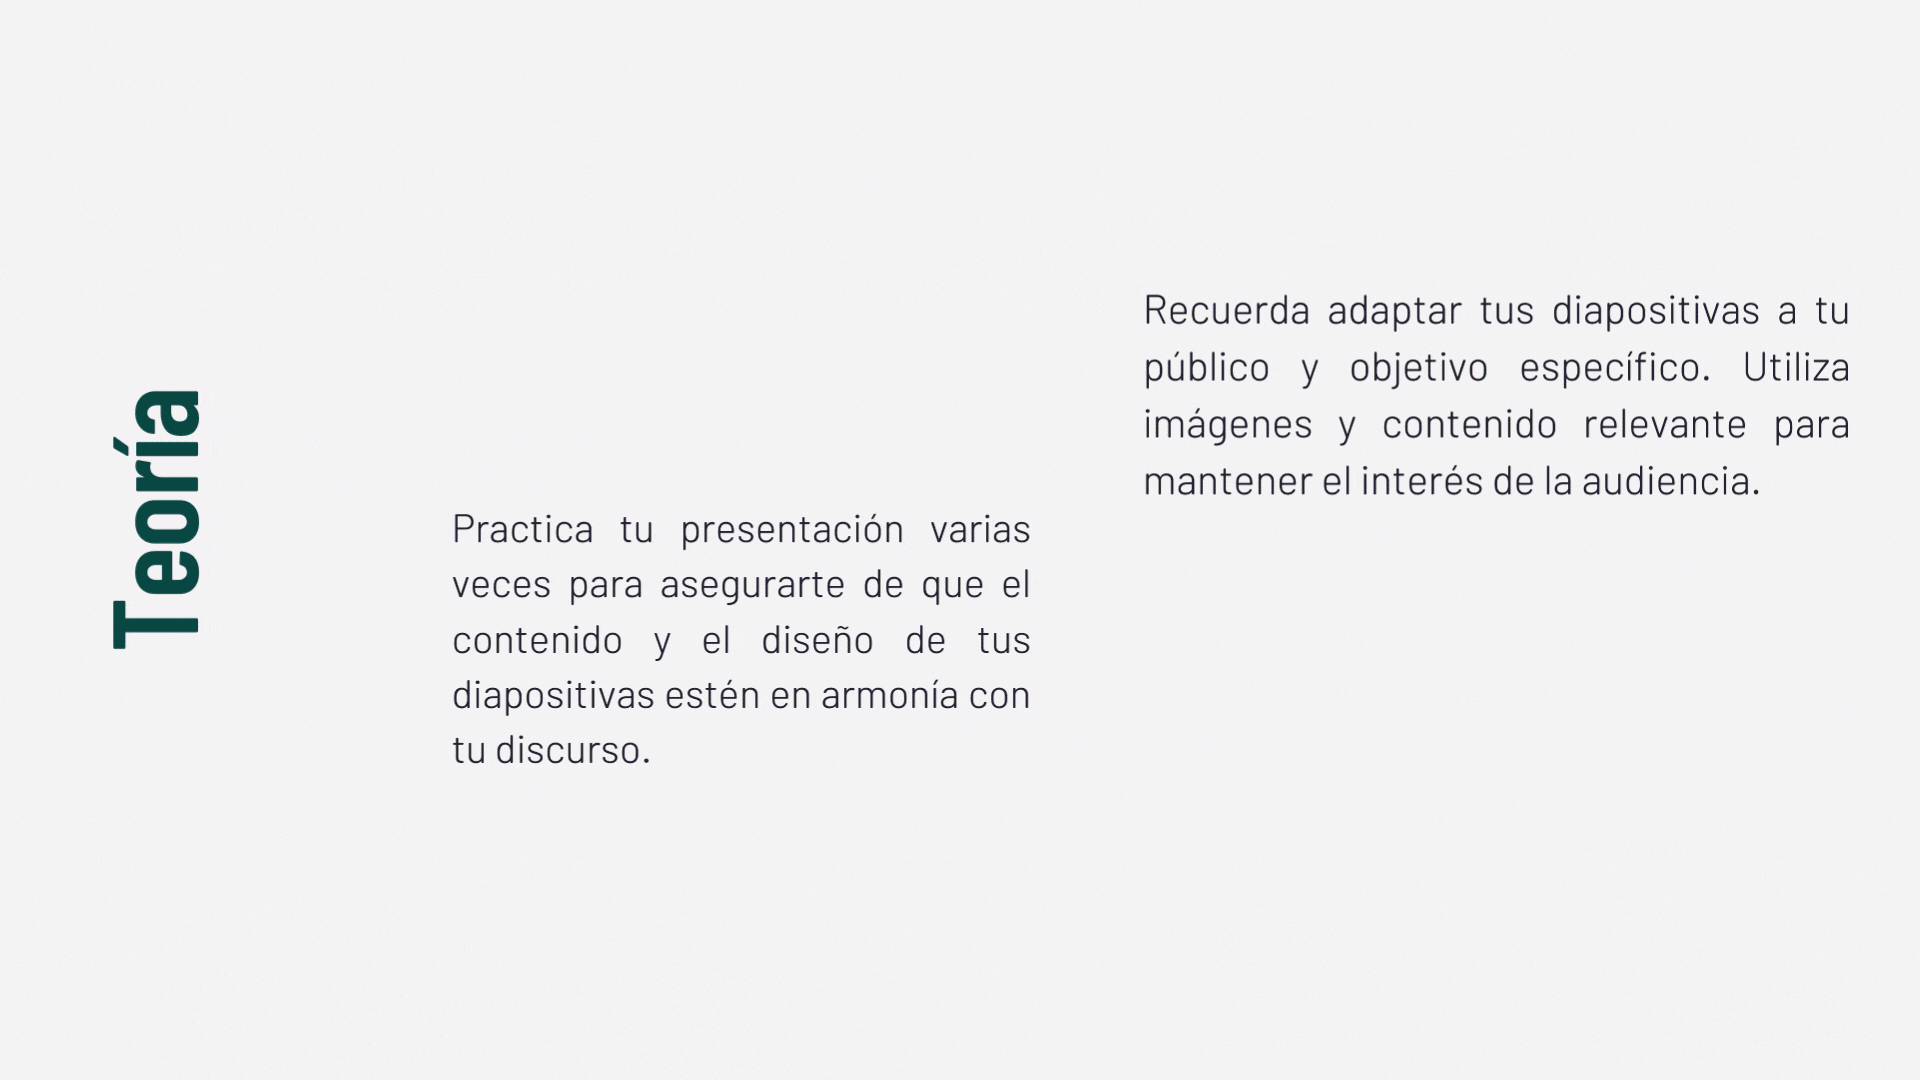 Teoría
Practica tu presentación varias
veces para asegurarte de que el
contenido y el diseño de tus
diapositivas estén en armonía con
tu discurso.
Recuerda adaptar tus diapositivas a tu
público y objetivo específico. Utiliza
imágenes y contenido relevante para
mantener el interés de la audiencia.